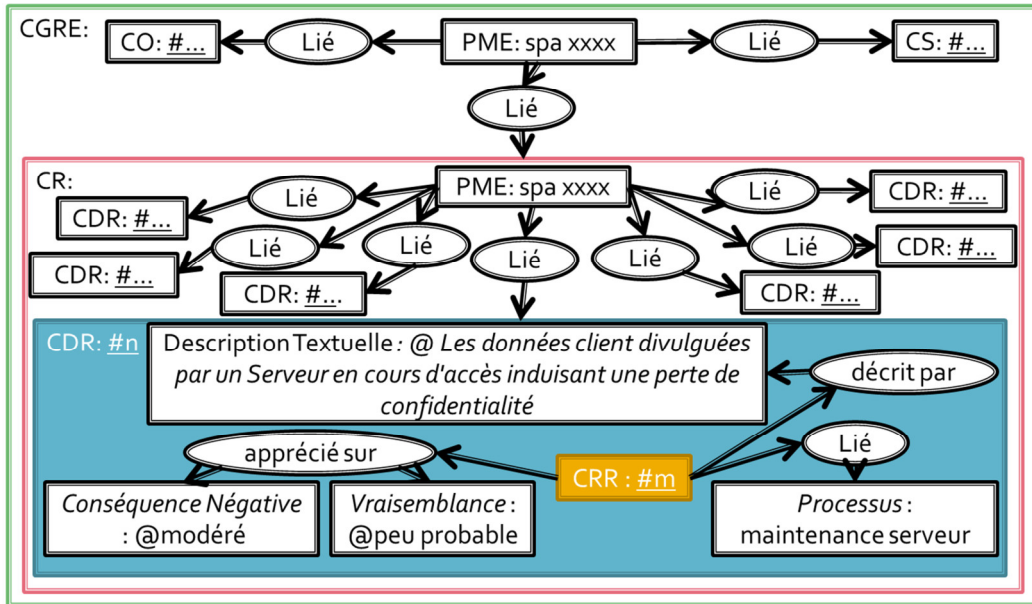 CGRE:
CO: #...
Lié
PME: spa xxxx
Lié
CS: #...
Lié
CR:
PME: spa xxxx
Lié
Lié
CDR: #...
CDR: #...
Lié
Lié
Lié
Lié
Lié
CDR: #...
CDR: #...
CDR: #...
CDR: #...
CDR: #n
Description Textuelle : @ Les données client divulguées
par un Serveur en cours d'accès induisant une perte de
confidentialité
décrit par
apprécié sur
Lié
CRR : #m
Conséquence Négative
: @modéré
Vraisemblance :
@peu probable
Processus :
maintenance serveur